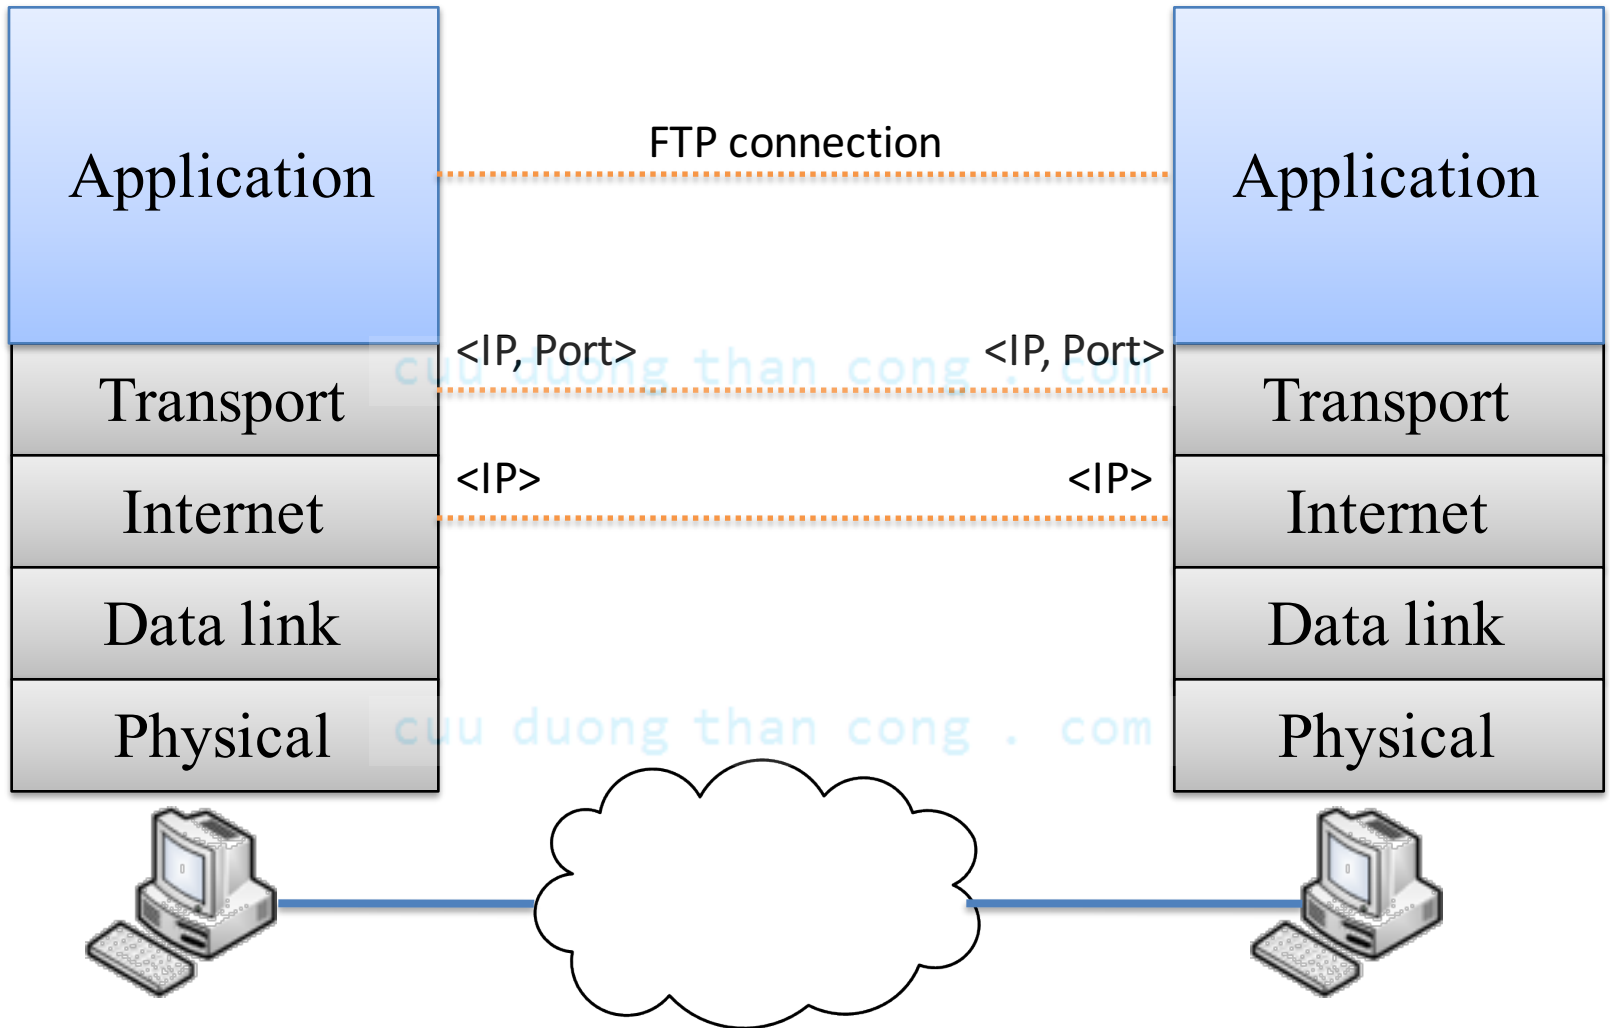 FTP connection
Application
Application
<IP, Port>
<IP, Port>
cuu duong than cong . com
Transport
Transport
<IP>
<IP>
Internet
Internet
Data link
Data link
Physical
cuu duong than cong . com
Physical